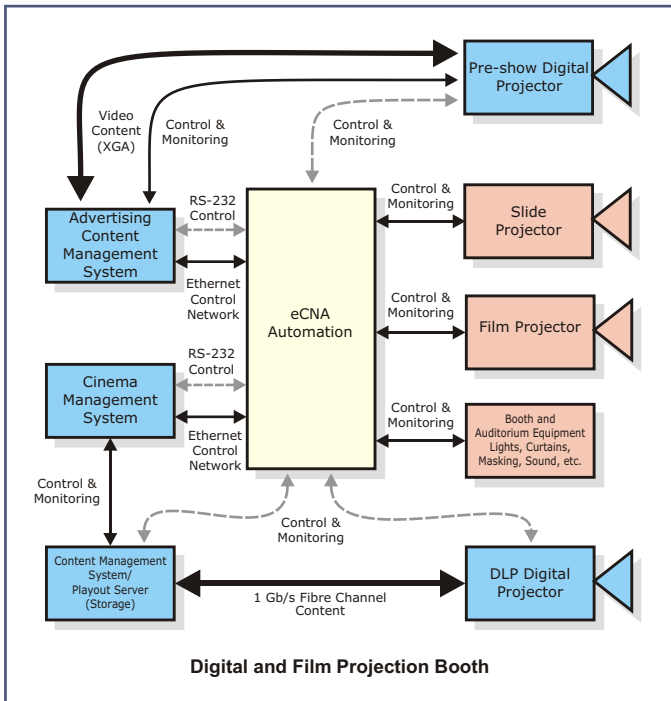 Pre-show Digital
Projector
Video
Content
(XGA)
Control &
Monitoring
Control &
Monitoring
Advertising
Content
Management
System
RS-232
Control
Ethernet
Control
Network
eCNA
Automation
Control &
Monitoring
Slide
Projector
Control &
Monitoring
Film Projector
Cinema
Management
System
RS-232
Control
Ethernet
Control
Network
Control &
Monitoring
Booth and
Auditorium Equipment
Lights, Curtains,
Masking, Sound, etc.
Control &
Monitoring
Control &
Monitoring
Content Management
System/
Playout Server
(Storage)
1 Gb/s Fibre Channel
Content
DLP Digital
Projector
Digital and Film Projection Booth